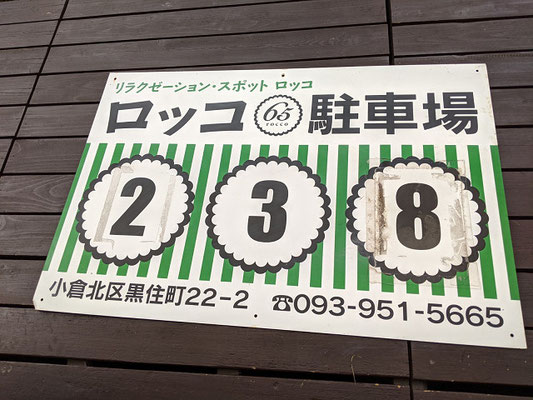 リラクゼーション・スポット ロッコ
ロッコ 65 rocco 駐車場
2 3 8
小倉北区黒住町22-2 ☎093-951-5665